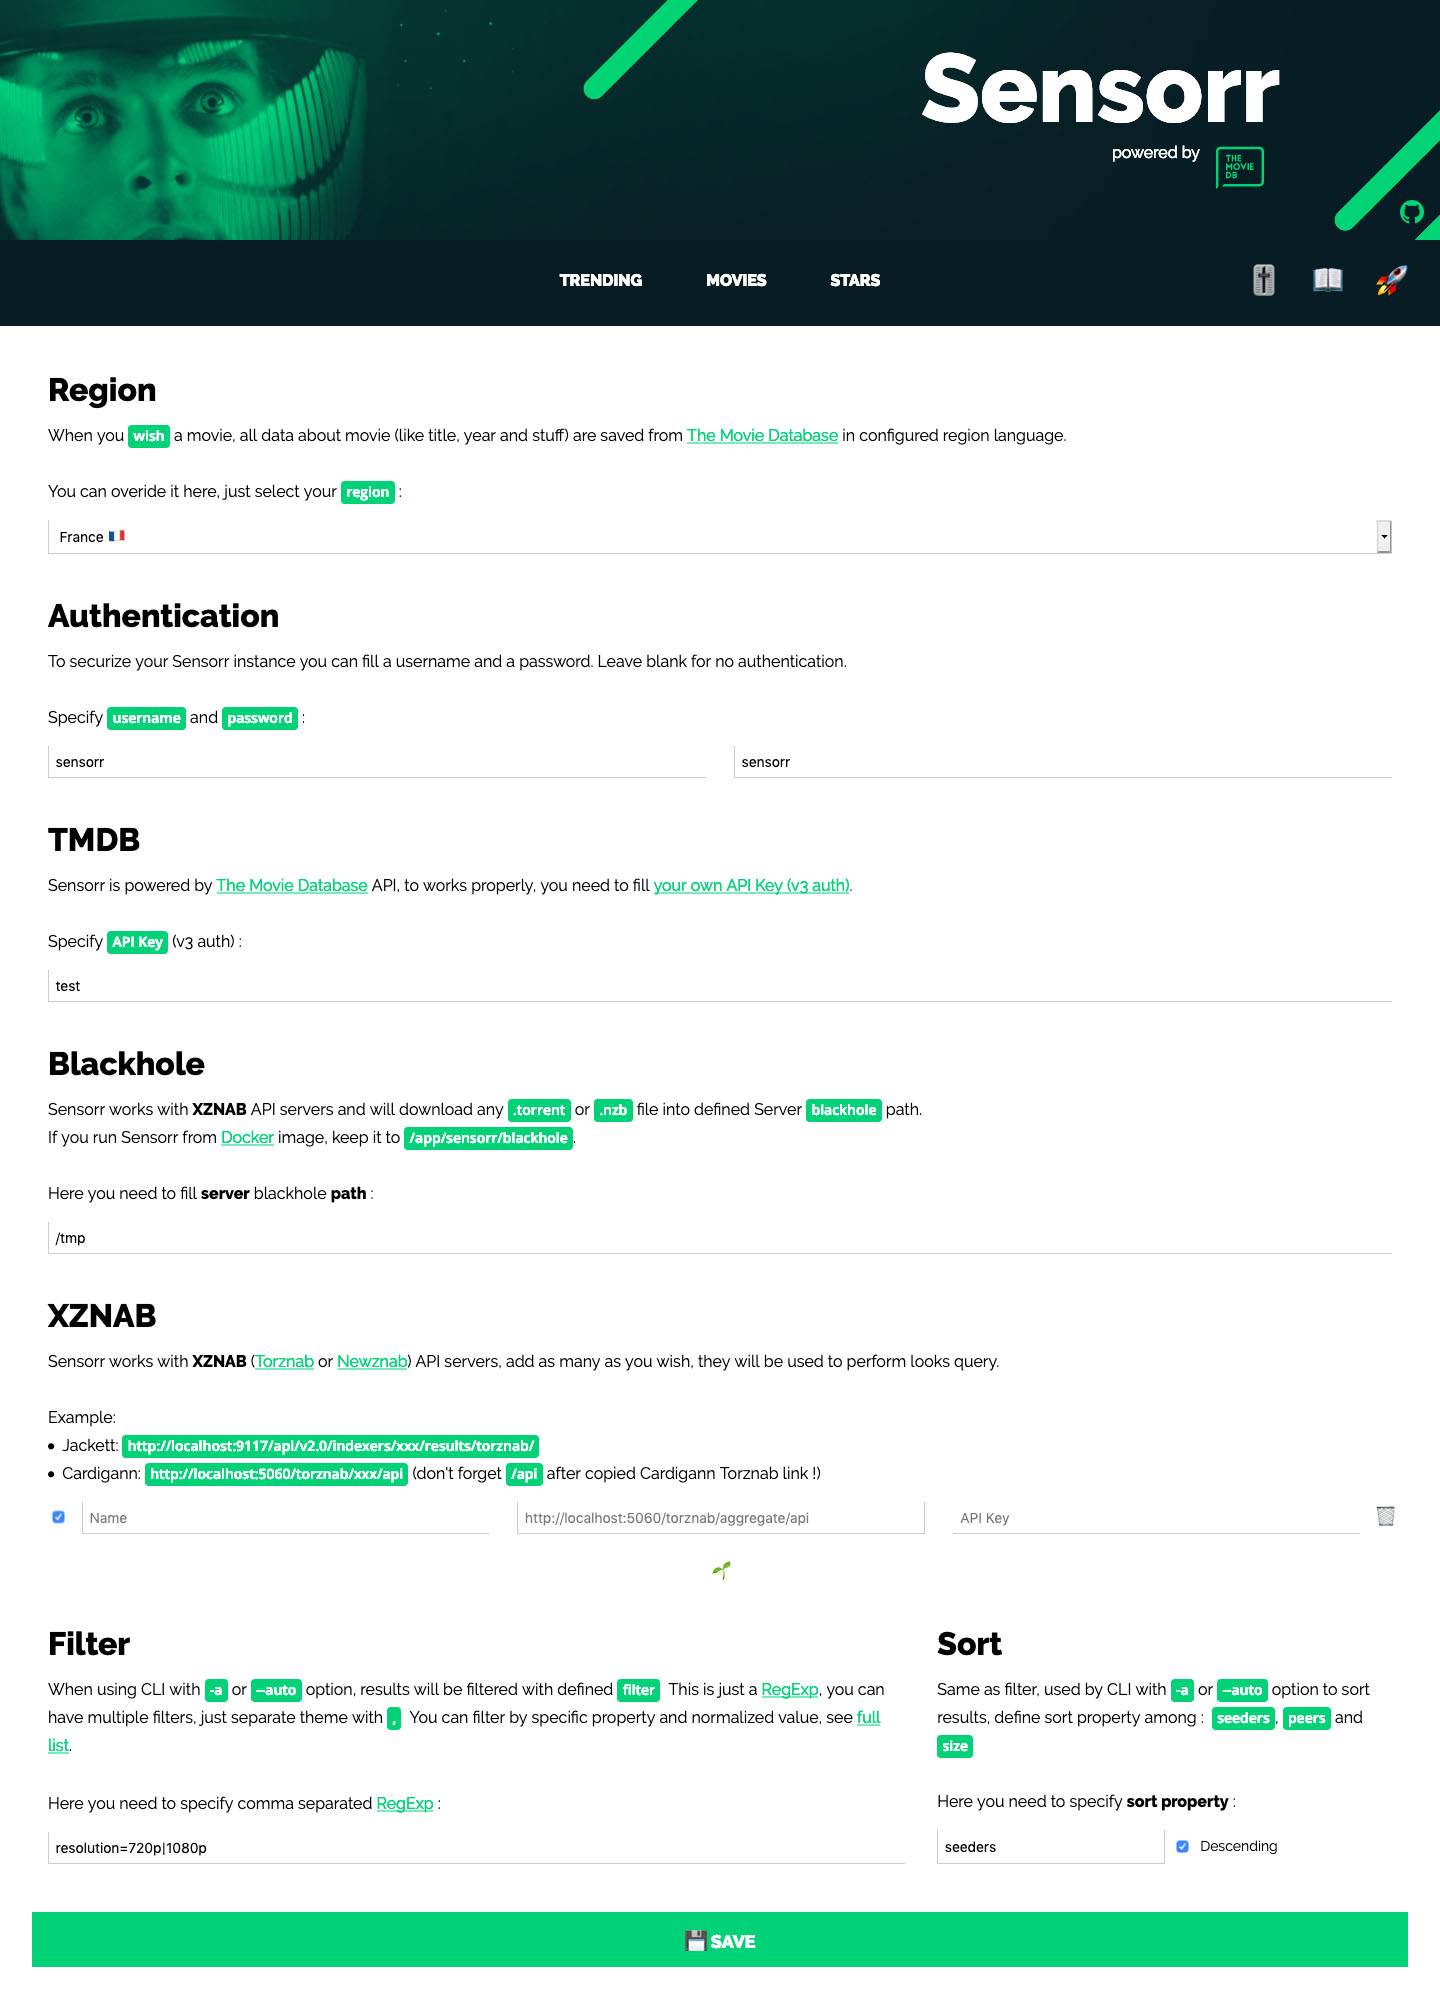 Sensorr
powered by
THE
MOVIE
DB
TRENDING MOVIES STARS
Region
When you wish a movie, all data about movie (like title, year and stuff) are saved from The Movie Database in configured region language.
You can overide it here, just select your region :
France
Authentication
To securize your Sensorr instance you can fill a username and a password. Leave blank for no authentication.
Specify username and password :
sensorr sensorr
TMDB
Sensorr is powered by The Movie Database API, to works properly, you need to fill your own API Key (v3 auth).
Specify API Key (v3 auth) :
test
Blackhole
Sensorr works with XZNAB API servers and will download any .torrent or .nzb file into defined Server blackhole path.
If you run Sensorr from Docker image, keep it to /app/sensorr/blackhole.
Here you need to fill server blackhole path :
/tmp
XZNAB
Sensorr works with XZNAB (Torznab or Newznab) API servers, add as many as you wish, they will be used to perform looks query.
Example:
• Jackett: http://localhost:9117/api/v2.0/indexers/xxx/results/torznab/
• Cardigann: http://localhost:5060/torznab/xxx/api (don't forget /api after copied Cardigann Torznab link !)
Name http://localhost:5060/torznab/aggregate/api API Key
Filter
When using CLI with -a or --auto option, results will be filtered with defined filter This is just a RegExp, you can
have multiple filters, just separate theme with , You can filter by specific property and normalized value, see full
list.
Here you need to specify comma separated RegExp :
resolution=720p|1080p
Sort
Same as filter, used by CLI with -a or --auto option to sort
results, define sort property among : seeders, peers and
size
Here you need to specify sort property :
seeders Descending
SAVE